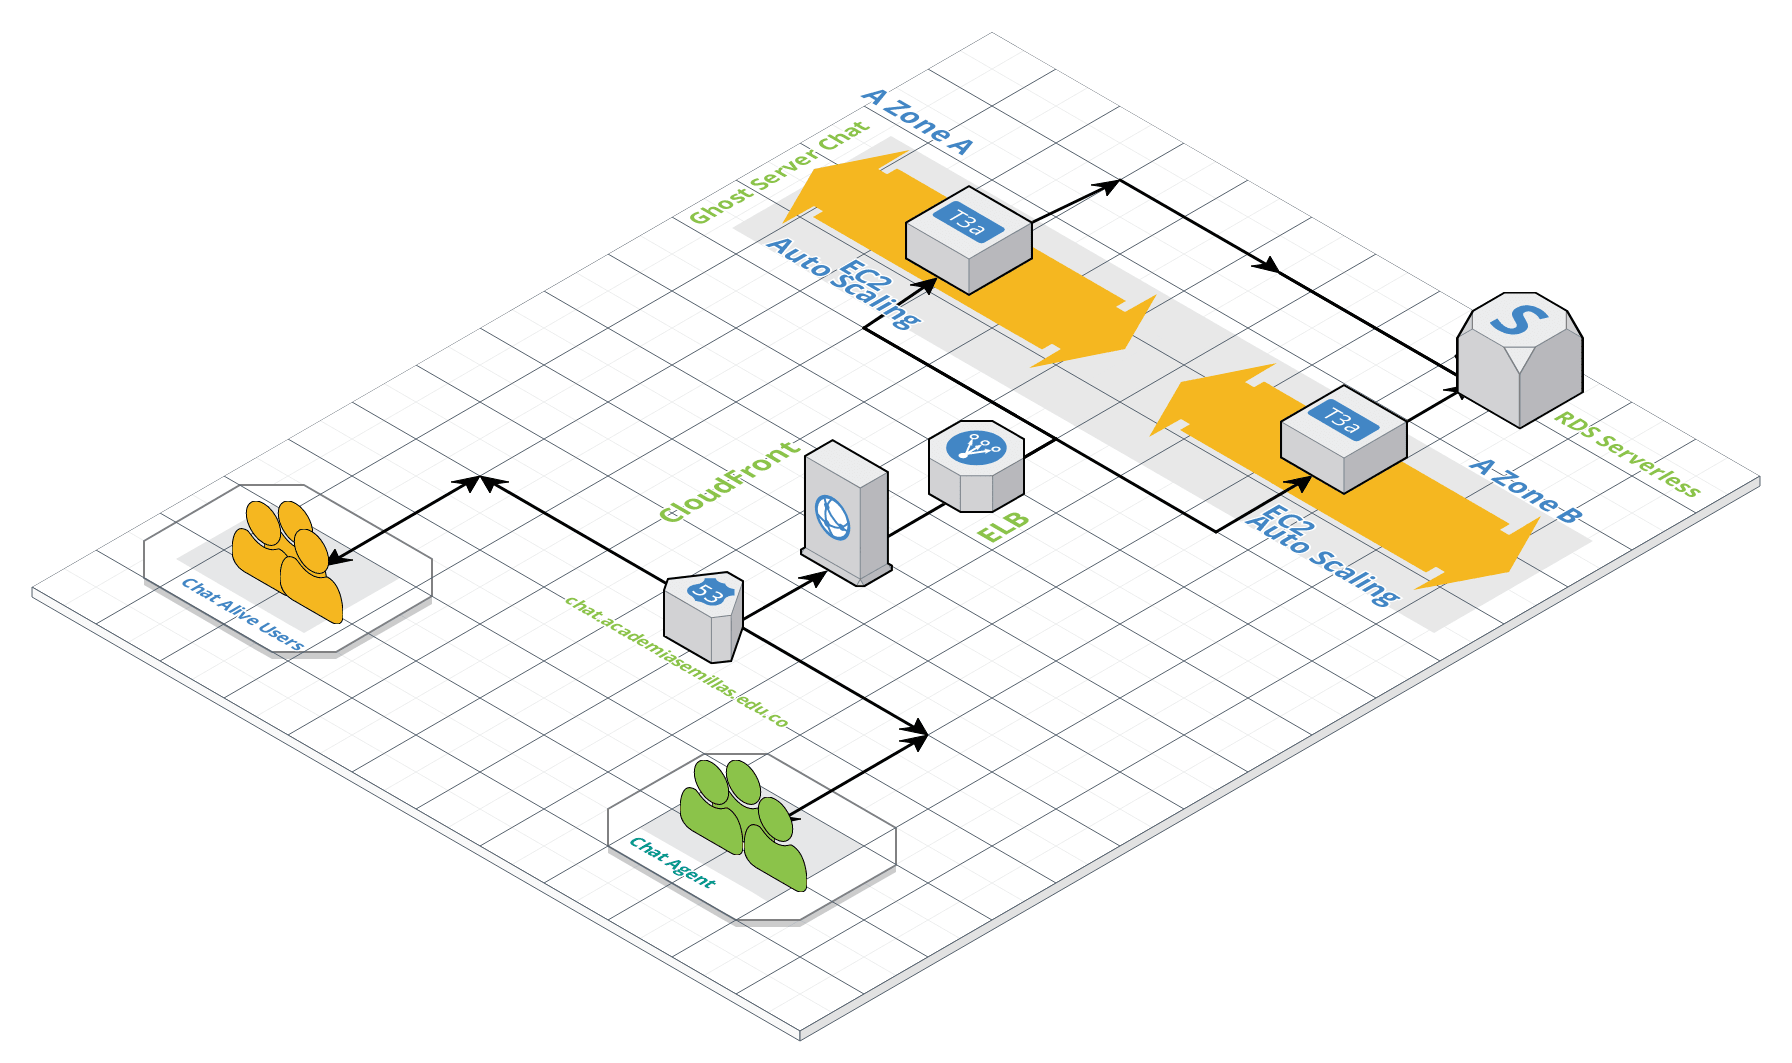 A Zone A
Ghost Server Chat
T3a
EC2
Auto Scaling
S
RDS Serverless
T3a
A Zone B
EC2
Auto Scaling
CloudFront
ELB
53
chat.academiasemillas.edu.co
Chat Alive Users
Chat Agent